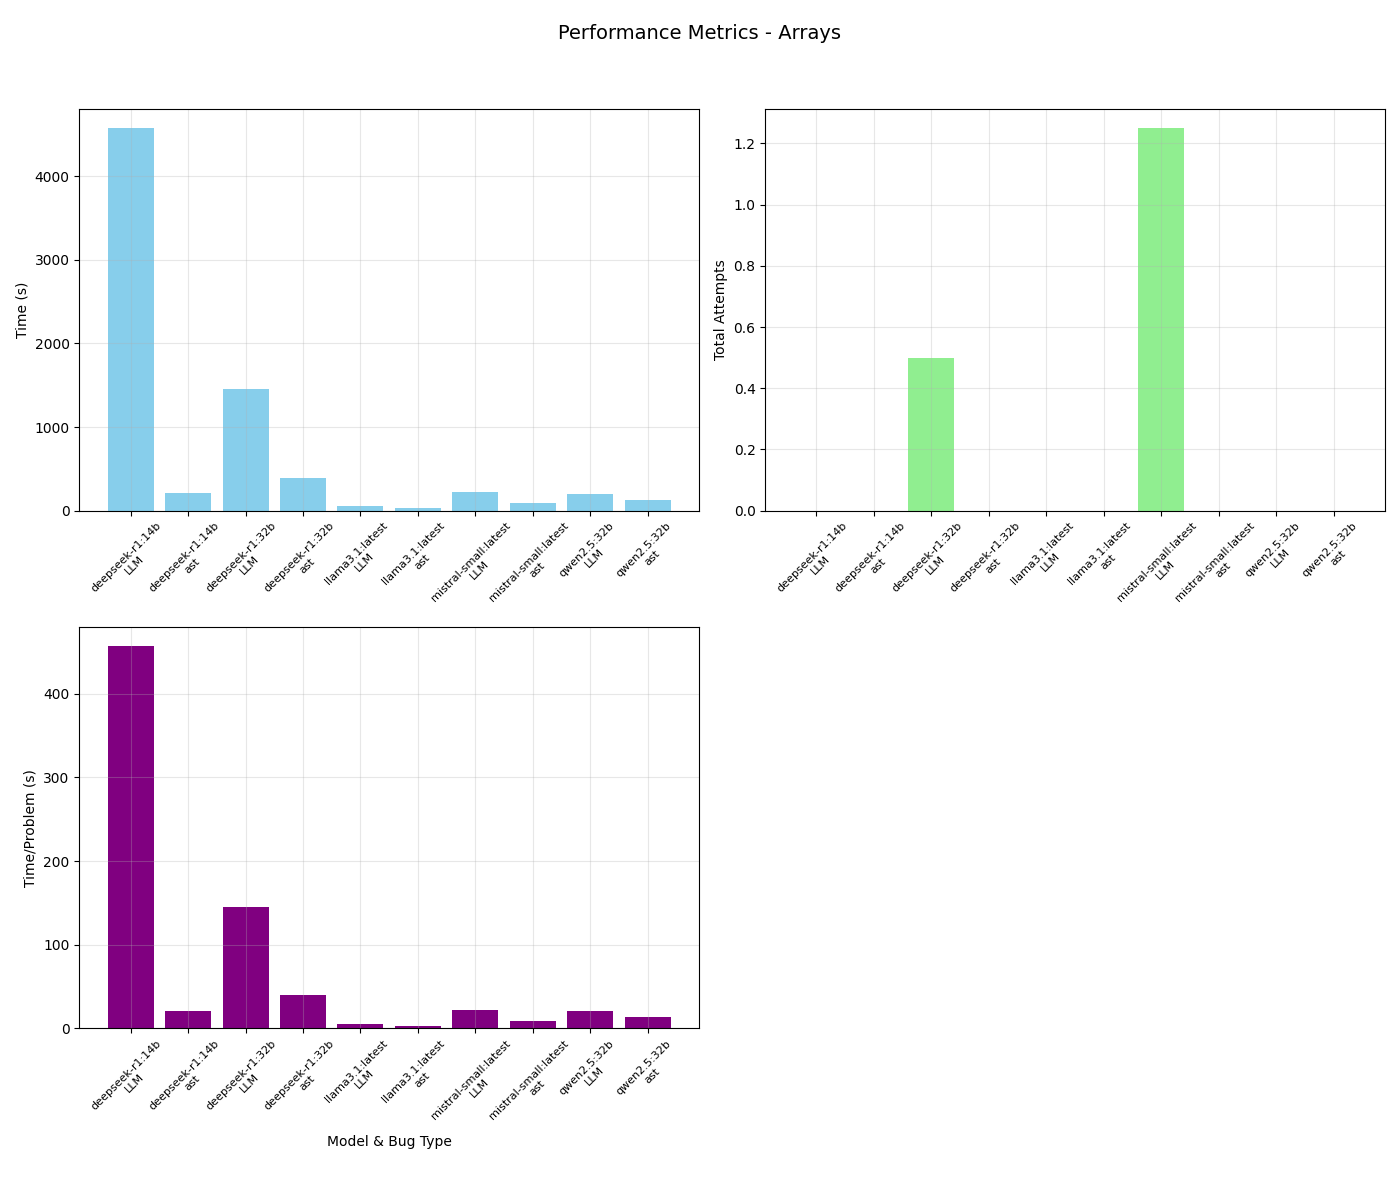 Performance Metrics - Arrays
Time (s)
4000
3000
2000
1000
0
deepseek-r1:14b
LLM
deepseek-r1:14b
ast
deepseek-r1:32b
LLM
deepseek-r1:32b
ast
llama3.1:latest
LLM
llama3.1:latest
ast
mistral-small:latest
LLM
mistral-small:latest
ast
qwen2.5:32b
LLM
qwen2.5:32b
ast
Total Attempts
1.2
1.0
0.8
0.6
0.4
0.2
0.0
deepseek-r1:14b
LLM
deepseek-r1:14b
ast
deepseek-r1:32b
LLM
deepseek-r1:32b
ast
llama3.1:latest
LLM
llama3.1:latest
ast
mistral-small:latest
LLM
mistral-small:latest
ast
qwen2.5:32b
LLM
qwen2.5:32b
ast
Time/Problem (s)
400
300
200
100
0
deepseek-r1:14b
LLM
deepseek-r1:14b
ast
deepseek-r1:32b
LLM
deepseek-r1:32b
ast
llama3.1:latest
LLM
llama3.1:latest
ast
mistral-small:latest
LLM
mistral-small:latest
ast
qwen2.5:32b
LLM
qwen2.5:32b
ast
Model & Bug Type